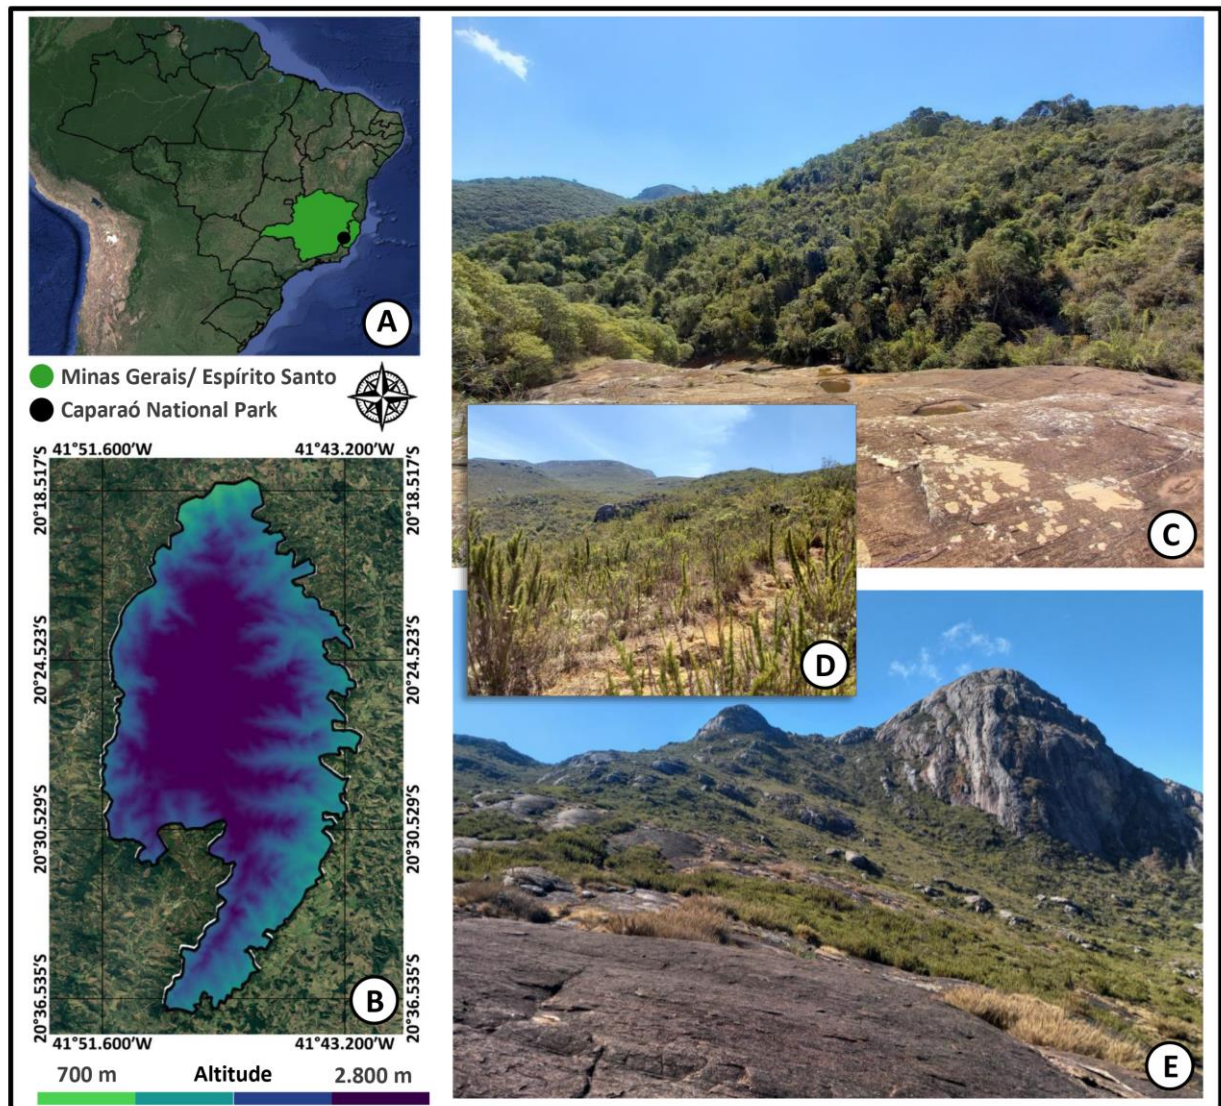 A
Minas Gerais/ Espírito Santo
Caparaó National Park
41°51.600'W 41°43.200'W
20°18.517'S 20°18.517'S
20°24.523'S 20°24.523'S
20°30.529'S 20°30.529'S
20°36.535'S 20°36.535'S
B
41°51.600'W 41°43.200'W
700 m Altitude 2.800 m
C
D
E